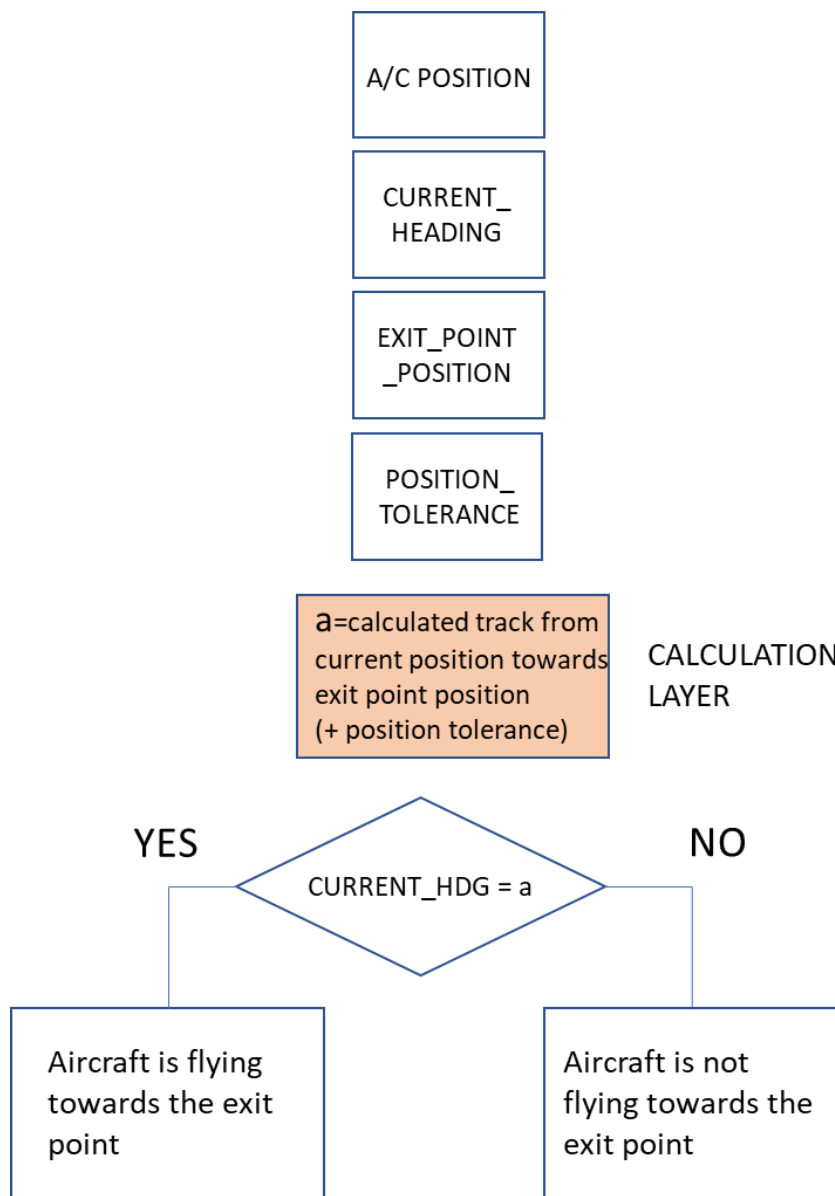 A/C POSITION
CURRENT_
HEADING
EXIT_POINT
_POSITION
POSITION_
TOLERANCE
a=calculated track from
current position towards
exit point position
(+ position tolerance)
CALCULATION
LAYER
YES
NO
CURRENT_HDG = a
Aircraft is flying
towards the exit
point
Aircraft is not
flying towards the
exit point